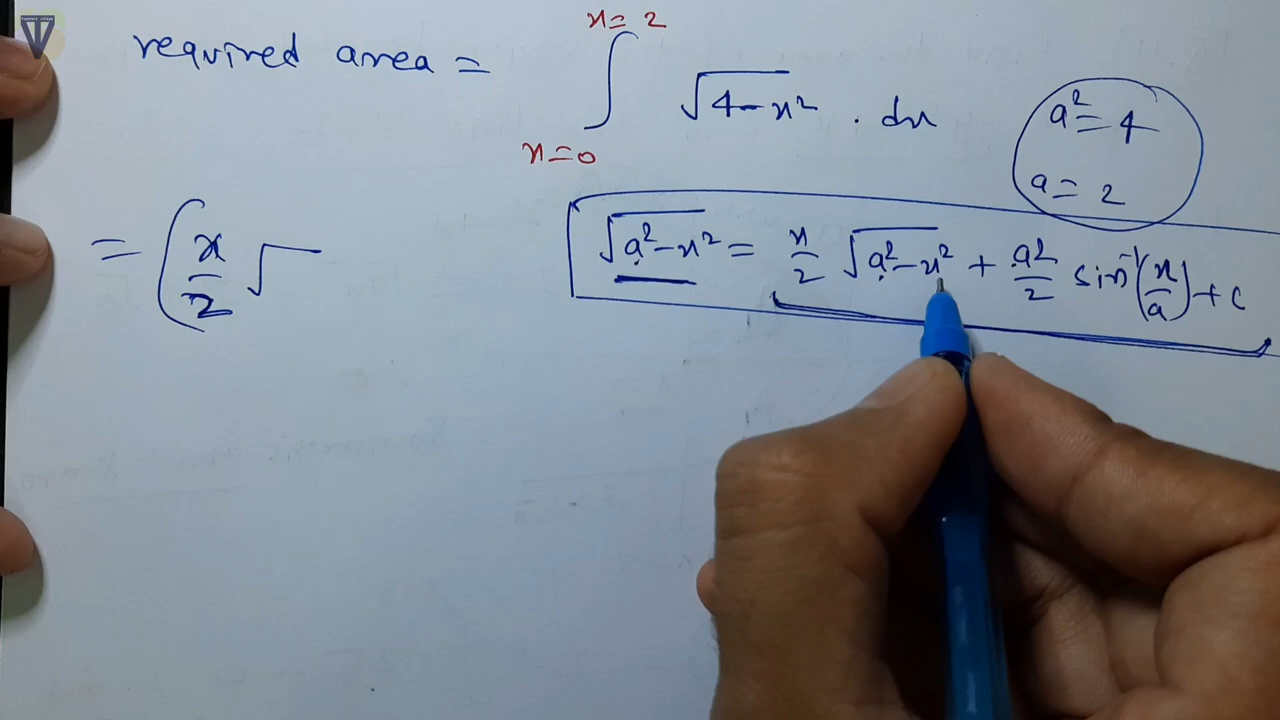 x = 2
required area = ∫ √4-x² . dx
x=0
a² = 4
a = 2
√a²-x² = x/2 √a²-x² + a²/2 sin⁻¹(x/a) + c
= (x/2 √